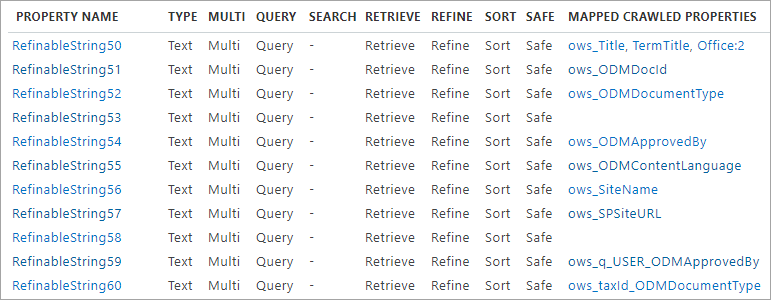 PROPERTY NAME TYPE MULTI QUERY SEARCH RETRIEVE REFINE SORT SAFE MAPPED CRAWLED PROPERTIES
RefinableString50 Text Multi Query - Retrieve Refine Sort Safe ows_Title, TermTitle, Office:2
RefinableString51 Text Multi Query - Retrieve Refine Sort Safe ows_ODMDocId
RefinableString52 Text Multi Query - Retrieve Refine Sort Safe ows_ODMDocumentType
RefinableString53 Text Multi Query - Retrieve Refine Sort Safe
RefinableString54 Text Multi Query - Retrieve Refine Sort Safe ows_ODMApprovedBy
RefinableString55 Text Multi Query - Retrieve Refine Sort Safe ows_ODMContentLanguage
RefinableString56 Text Multi Query - Retrieve Refine Sort Safe ows_SiteName
RefinableString57 Text Multi Query - Retrieve Refine Sort Safe ows_SPSiteURL
RefinableString58 Text Multi Query - Retrieve Refine Sort Safe
RefinableString59 Text Multi Query - Retrieve Refine Sort Safe ows_q_USER_ODMApprovedBy
RefinableString60 Text Multi Query - Retrieve Refine Sort Safe ows_taxId_ODMDocumentType